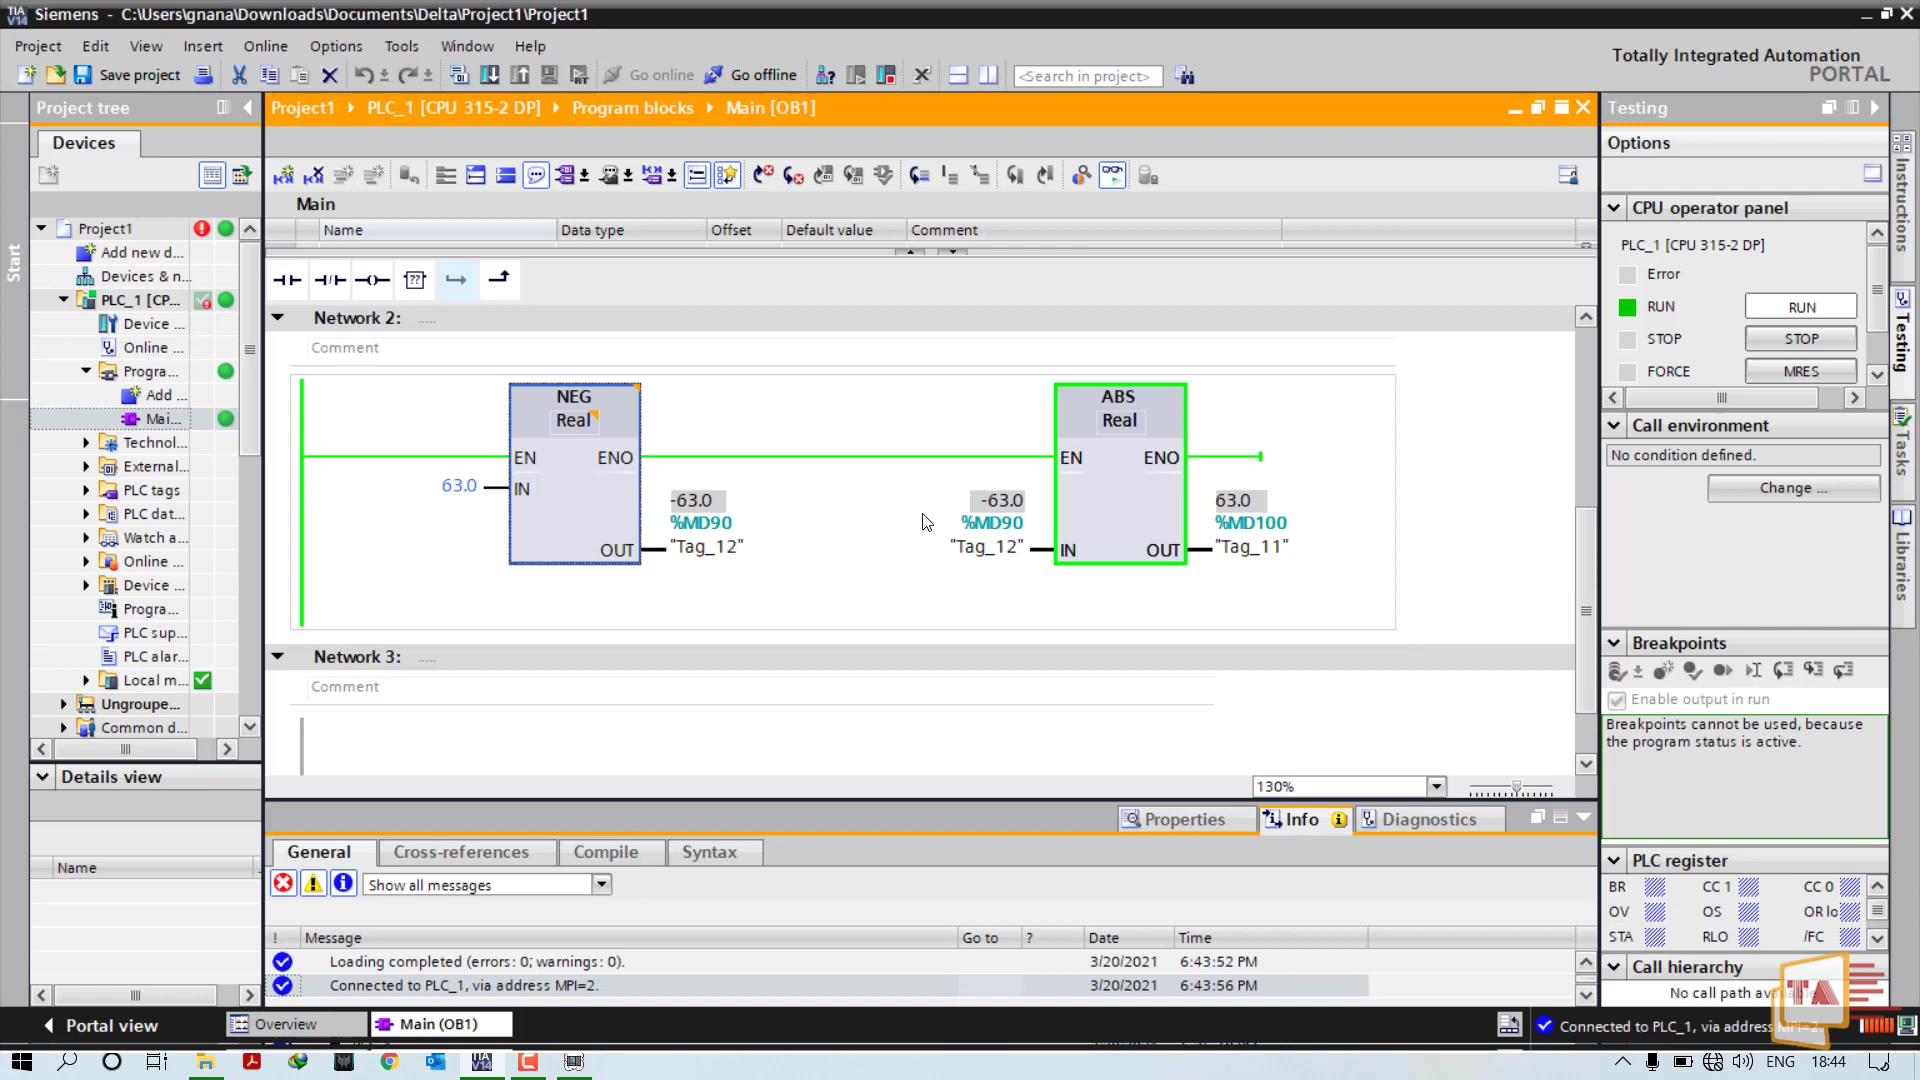 TIA V14 Siemens - C:\Users\gnana\Downloads\Documents\Delta\Project1\Project1
Project Edit View Insert Online Options Tools Window Help
Totally Integrated Automation
PORTAL
Save project Go online Go offline <Search in project>
Project tree
Project1 PLC_1 [CPU 315-2 DP] Program blocks Main [OB1]
Testing
Devices
Options
Main
Name Data type Offset Default value Comment
CPU operator panel
PLC_1 [CPU 315-2 DP]
Error
RUN RUN
STOP STOP
FORCE MRES
Start
Project1
Add new d...
Devices & n...
PLC_1 [CP...
Device ...
Online ...
Progra...
Add ...
Mai...
Technol...
External...
PLC tags
PLC dat...
Watch a...
Online ...
Device ...
Progra...
PLC sup...
PLC alar...
Local m...
Ungroupe...
Common d...
??
Network 2: .....
Comment
NEG
Real
EN ENO
63.0 IN
-63.0
%MD90
OUT "Tag_12"
ABS
Real
EN ENO
-63.0
%MD90
"Tag_12" IN
63.0
%MD100
OUT "Tag_11"
Network 3: .....
Comment
130%
Call environment
No condition defined.
Change ...
Breakpoints
Enable output in run
Breakpoints cannot be used, because
the program status is active.
PLC register
BR CC 1 CC 0
OV OS OR lo
STA RLO /FC
Call hierarchy
No call path availa
Instructions
Testing
Tasks
Libraries
Details view
Name
Properties Info Diagnostics
General Cross-references Compile Syntax
Show all messages
! Message Go to ? Date Time
Loading completed (errors: 0; warnings: 0). 3/20/2021 6:43:52 PM
Connected to PLC_1, via address MPI=2. 3/20/2021 6:43:56 PM
TA
Portal view Overview Main (OB1) Connected to PLC_1, via address MPI=2.
TIA V14
ENG 18:44